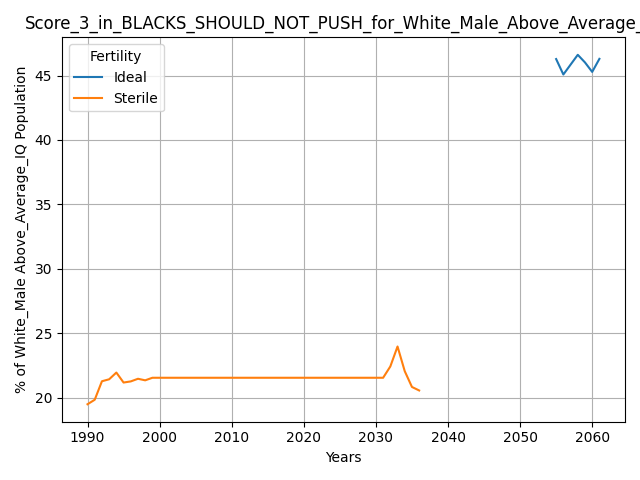 Score_3_in_BLACKS_SHOULD_NOT_PUSH_for_White_Male_Above_Average_
Fertility
Ideal
Sterile
% of White_Male Above_Average_IQ Population
45
40
35
30
25
20
1990 2000 2010 2020 2030 2040 2050 2060
Years